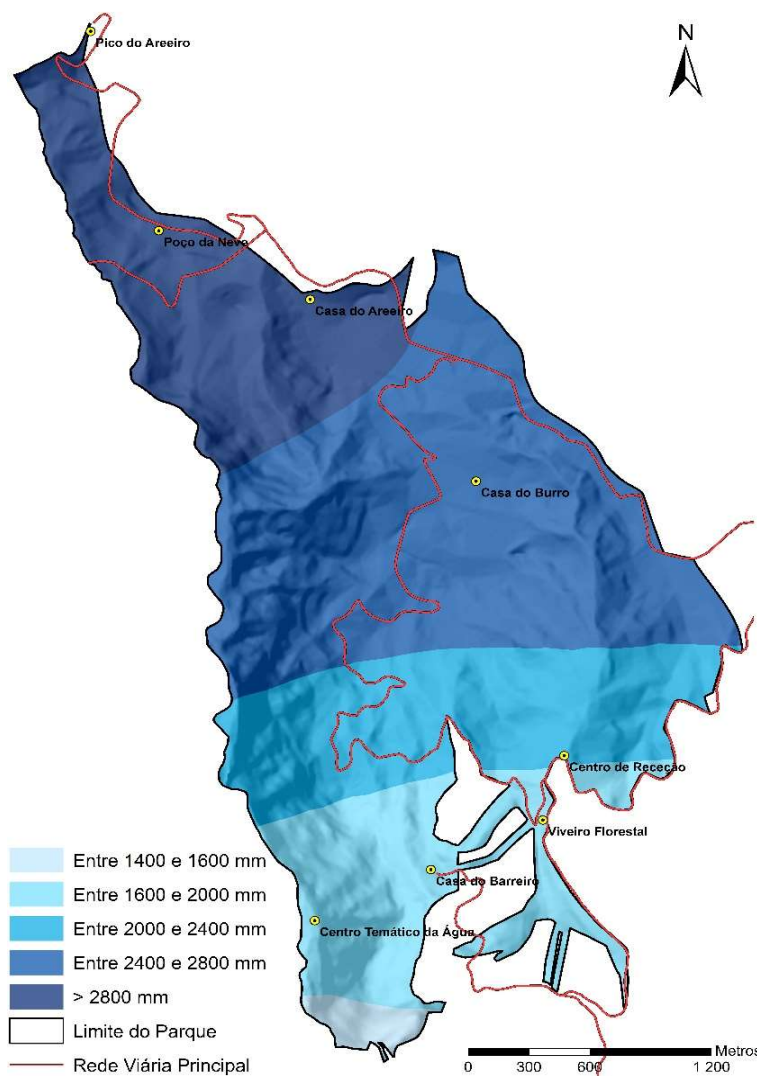 N
Pico do Areeiro
Poço da Neve
Casa do Areeiro
Casa do Burro
Centro de Receção
Viveiro Florestal
Casa do Barreiro
Centro Temático da Água
Entre 1400 e 1600 mm
Entre 1600 e 2000 mm
Entre 2000 e 2400 mm
Entre 2400 e 2800 mm
> 2800 mm
Limite do Parque
Rede Viária Principal
Metros
0 300 600 1 200